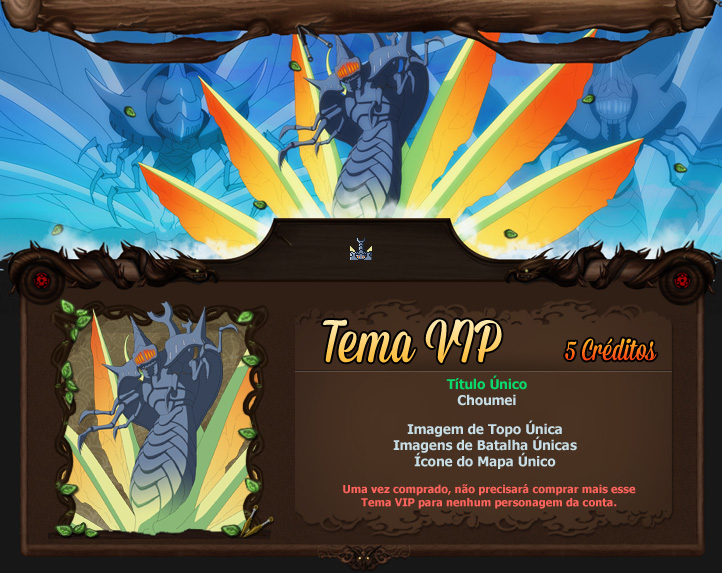 Tema VIP
5 Créditos
Título Único
Choumei
Imagem de Topo Única
Imagens de Batalha Únicas
Ícone do Mapa Único
Uma vez comprado, não precisará comprar mais esse
Tema VIP para nenhum personagem da conta.